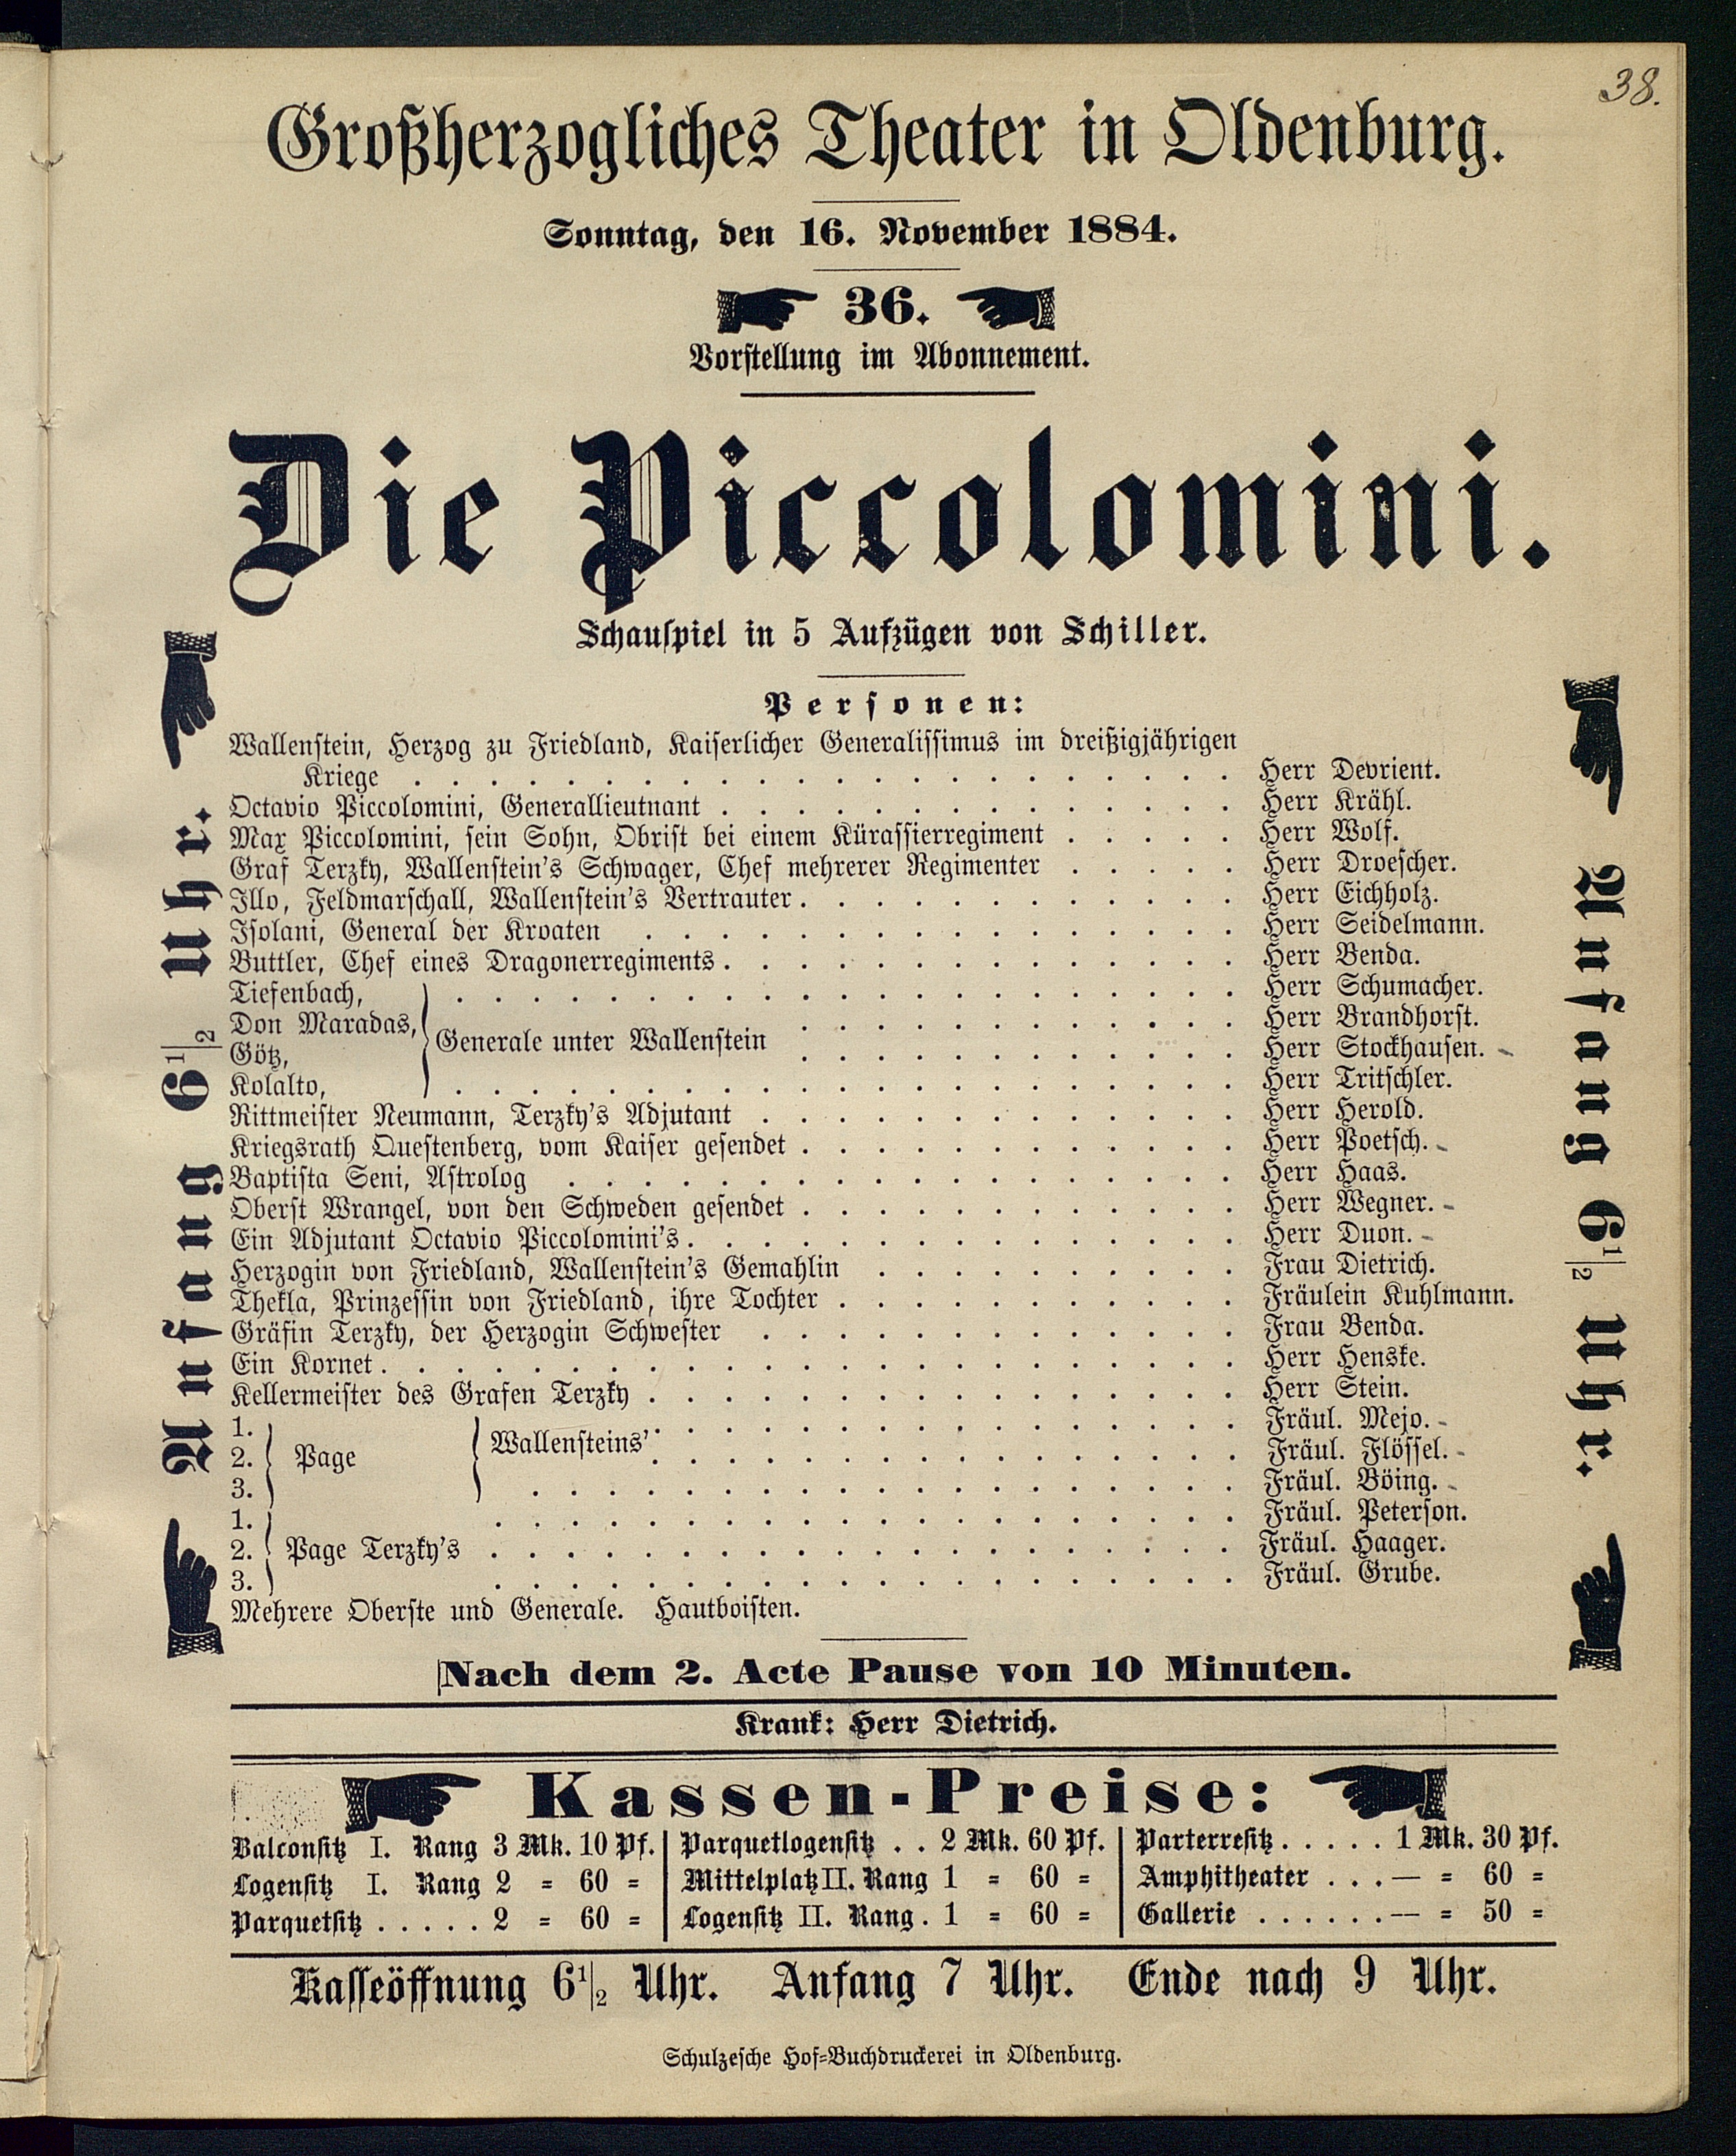 38.
Großherzogliches Theater in Oldenburg.
Sonntag, den 16. November 1884.
36.
Vorstellung im Abonnement.
Die Piccolomini.
Schauspiel in 5 Aufzügen von Schiller.
Personen:
Wallenstein, Herzog zu Friedland, Kaiserlicher Generalissimus im dreißigjährigen
Kriege . . . . . Herr Devrient.
Octavio Piccolomini, Generallieutnant . . . . . Herr Krähl.
Max Piccolomini, sein Sohn, Obrist bei einem Kürassierregiment . . . . . Herr Wolf.
Graf Terzky, Wallenstein's Schwager, Chef mehrerer Regimenter . . . . . Herr Droescher.
Illo, Feldmarschall, Wallenstein's Vertrauter . . . . . Herr Eichholz.
Isolani, General der Kroaten . . . . . Herr Seidelmann.
Buttler, Chef eines Dragonerregiments . . . . . Herr Benda.
Tiefenbach, . . . . . Herr Schumacher.
Don Maradas, . . . . . Herr Brandhorst.
Generale unter Wallenstein
Götz, . . . . . Herr Stockhausen.
Kolalto, . . . . . Herr Tritschler.
Rittmeister Neumann, Terzky's Adjutant . . . . . Herr Herold.
Kriegsrath Questenberg, vom Kaiser gesendet . . . . . Herr Poetsch.
Baptista Seni, Astrolog . . . . . Herr Haas.
Oberst Wrangel, von den Schweden gesendet . . . . . Herr Wegner.
Ein Adjutant Octavio Piccolomini's . . . . . Herr Duon.
Herzogin von Friedland, Wallenstein's Gemahlin . . . . . Frau Dietrich.
Thekla, Prinzessin von Friedland, ihre Tochter . . . . . Fräulein Kuhlmann.
Gräfin Terzky, der Herzogin Schwester . . . . . Frau Benda.
Ein Kornet . . . . . Herr Henske.
Kellermeister des Grafen Terzky . . . . . Herr Stein.
1. . . . . . Fräul. Mejo.
2. Page Wallensteins' . . . . . Fräul. Flössel.
3. . . . . . Fräul. Böing.
1. . . . . . Fräul. Peterson.
2. Page Terzky's . . . . . Fräul. Haager.
3. . . . . . Fräul. Grube.
Mehrere Oberste und Generale. Hautboisten.
Anfang 6½ Uhr.
Anfang 6½ Uhr.
Nach dem 2. Acte Pause von 10 Minuten.
Krank: Herr Dietrich.
Kassen-Preise:
Balconsitz I. Rang 3 Mk. 10 Pf. | Parquetlogensitz . . 2 Mk. 60 Pf. | Parterresitz . . . . . 1 Mk. 30 Pf.
Logensitz I. Rang 2 = 60 = | Mittelplatz II. Rang 1 = 60 = | Amphitheater . . . — = 60 =
Parquetsitz . . . . . 2 = 60 = | Logensitz II. Rang . 1 = 60 = | Gallerie . . . . . . — = 50 =
Kasseöffnung 6½ Uhr. Anfang 7 Uhr. Ende nach 9 Uhr.
Schulzesche Hof=Buchdruckerei in Oldenburg.